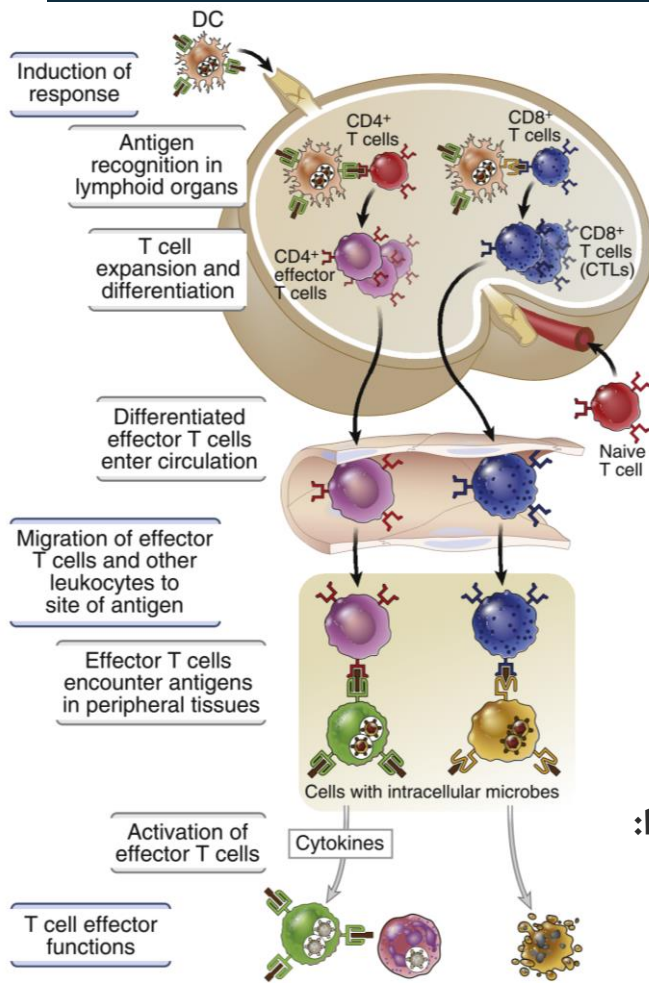 DC
Induction of
response
Antigen
recognition in
lymphoid organs
CD4+
T cells
CD8+
T cells
T cell
expansion and
differentiation
CD4+
effector
T cells
CD8+
T cells
(CTLs)
Differentiated
effector T cells
enter circulation
Naive
T cell
Migration of effector
T cells and other
leukocytes to
site of antigen
Effector T cells
encounter antigens
in peripheral tissues
Cells with intracellular microbes
Activation of
effector T cells
Cytokines
T cell effector
functions